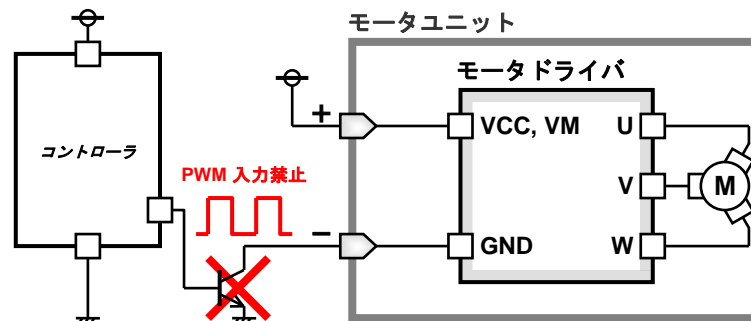 モータユニット
モータドライバ
コントローラ
PWM 入力禁止
+
VCC, VM
U
V
M
−
GND
W